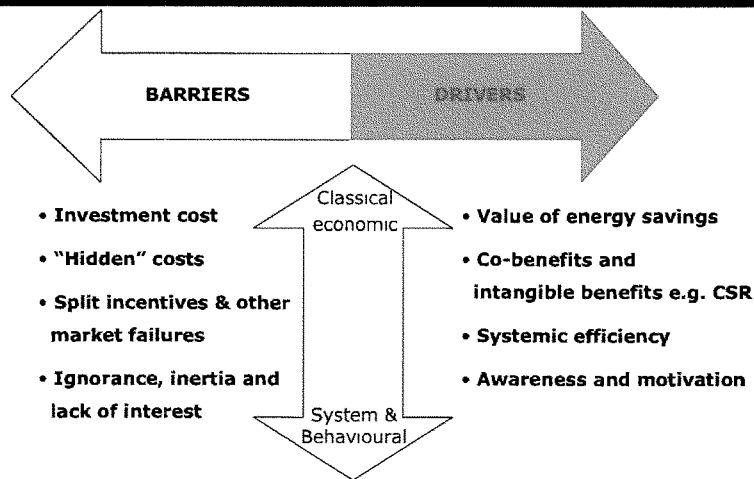 BARRIERS
DRIVERS
Classical
economic
• Investment cost
• "Hidden" costs
• Split incentives & other
market failures
• Ignorance, inertia and
lack of interest
• Value of energy savings
• Co-benefits and
intangible benefits e.g. CSR
• Systemic efficiency
• Awareness and motivation
System &
Behavioural